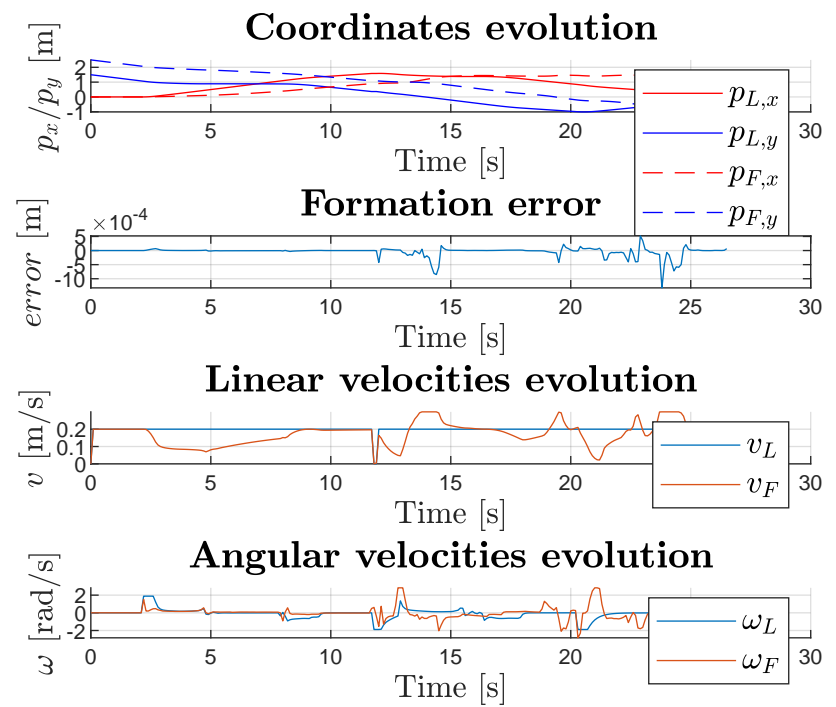 Coordinates evolution
p_x/p_y [m]
2
1
0
-1
0 5 10 15 20 30
Time [s]
p_{L,x}
p_{L,y}
p_{F,x}
p_{F,y}
Formation error
×10^{-4}
error [m]
5
0
-5
-10
0 5 10 15 20 25 30
Time [s]
Linear velocities evolution
v [m/s]
0.2
0.1
0
0 5 10 15 20 30
Time [s]
v_L
v_F
Angular velocities evolution
ω [rad/s]
2
0
-2
0 5 10 15 20 30
Time [s]
ω_L
ω_F